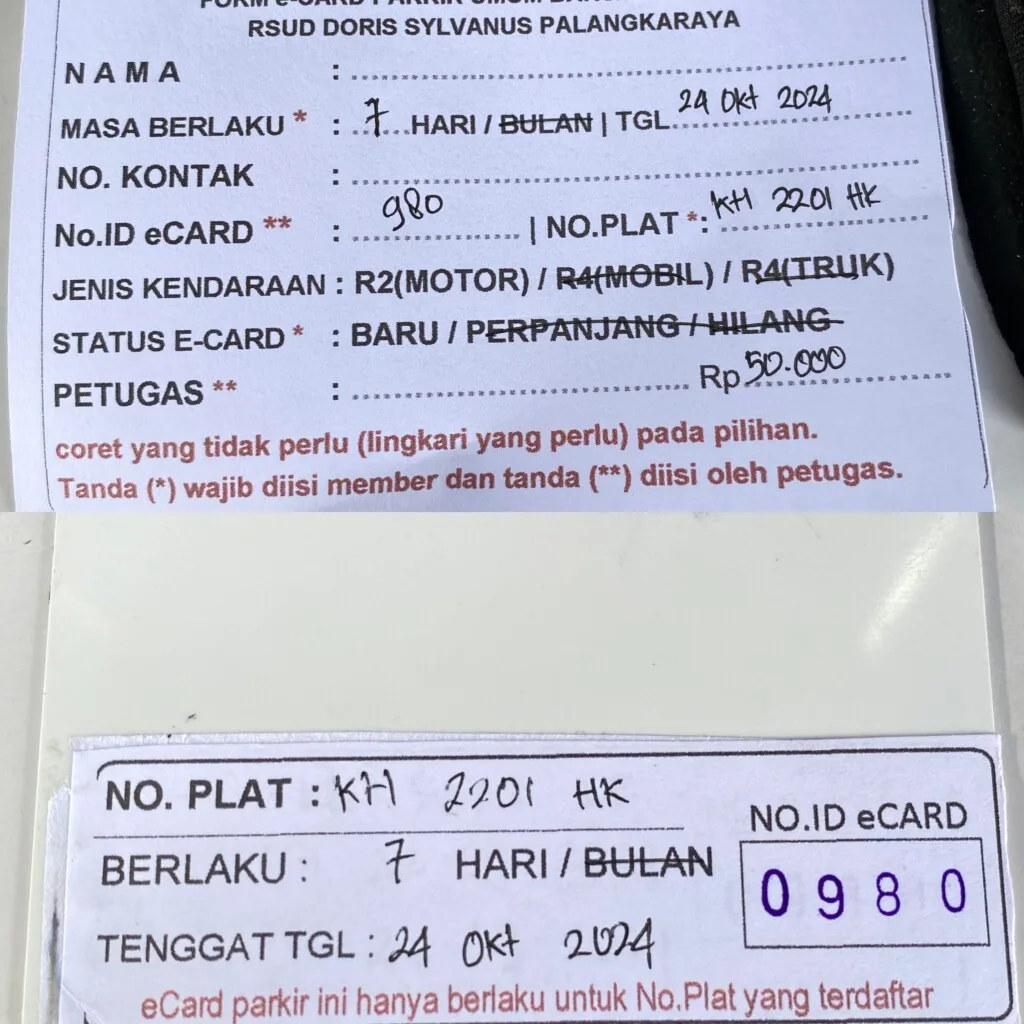 FORM e-CARD PARKIR UMUM
RSUD DORIS SYLVANUS PALANGKARAYA
N A M A :
MASA BERLAKU * : 7 HARI / BULAN | TGL 24 Okt 2024
NO. KONTAK :
No.ID eCARD ** : 980 | NO.PLAT *: KH 2201 HK
JENIS KENDARAAN : R2(MOTOR) / R4(MOBIL) / R4(TRUK)
STATUS E-CARD * : BARU / PERPANJANG / HILANG
PETUGAS ** : Rp 50.000
coret yang tidak perlu (lingkari yang perlu) pada pilihan.
Tanda (*) wajib diisi member dan tanda (**) diisi oleh petugas.
NO. PLAT : KH 2201 HK
NO.ID eCARD
BERLAKU : 7 HARI / BULAN
0980
TENGGAT TGL : 24 Okt 2024
eCard parkir ini hanya berlaku untuk No.Plat yang terdaftar